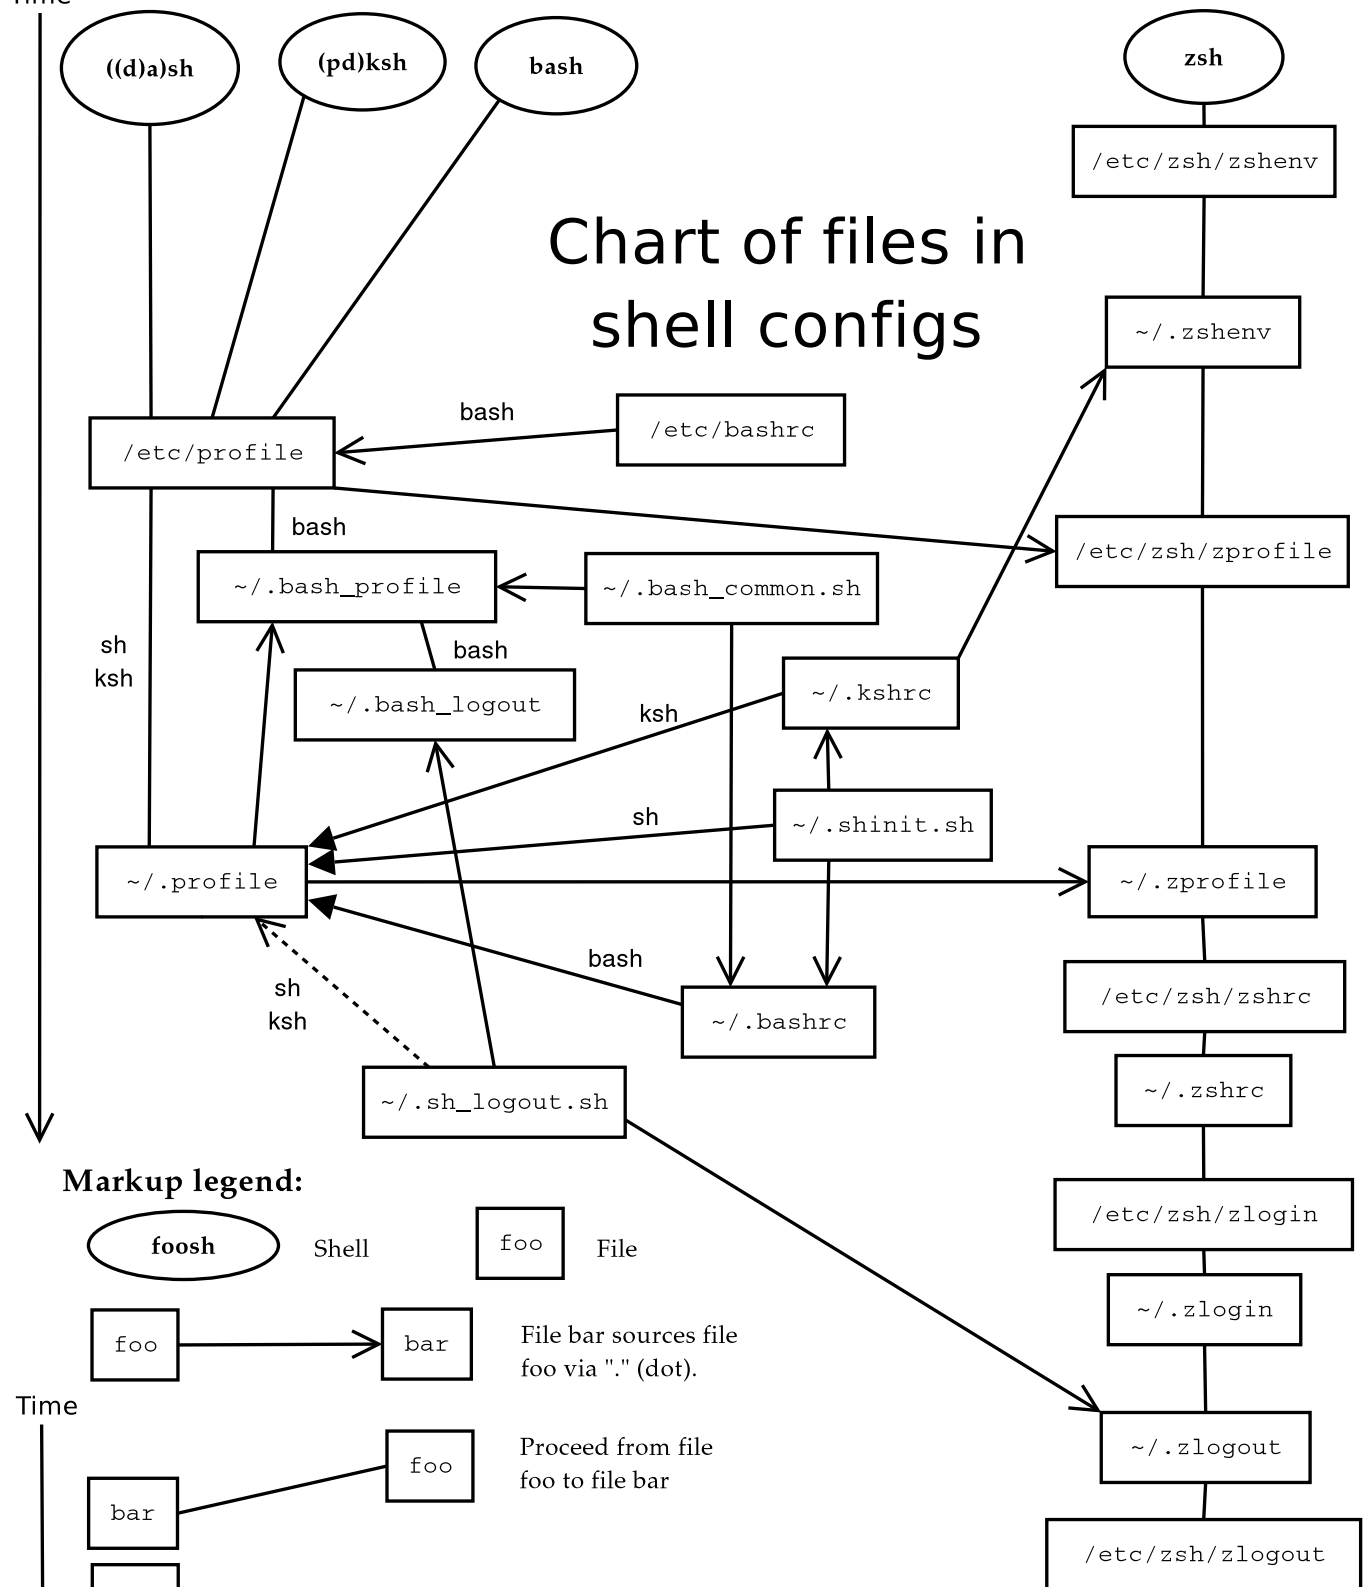 Time
((d)a)sh
(pd)ksh
bash
zsh
/etc/zsh/zshenv
Chart of files in
shell configs
~/.zshenv
bash
/etc/bashrc
/etc/profile
bash
/etc/zsh/zprofile
~/.bash_profile
~/.bash_common.sh
sh
ksh
bash
~/.bash_logout
ksh
~/.kshrc
sh
~/.shinit.sh
~/.profile
~/.zprofile
bash
sh
ksh
~/.bashrc
/etc/zsh/zshrc
~/.sh_logout.sh
~/.zshrc
Markup legend:
/etc/zsh/zlogin
foosh
Shell
foo
File
~/.zlogin
foo
bar
File bar sources file
foo via "." (dot).
Time
Proceed from file
foo to file bar
foo
bar
~/.zlogout
/etc/zsh/zlogout